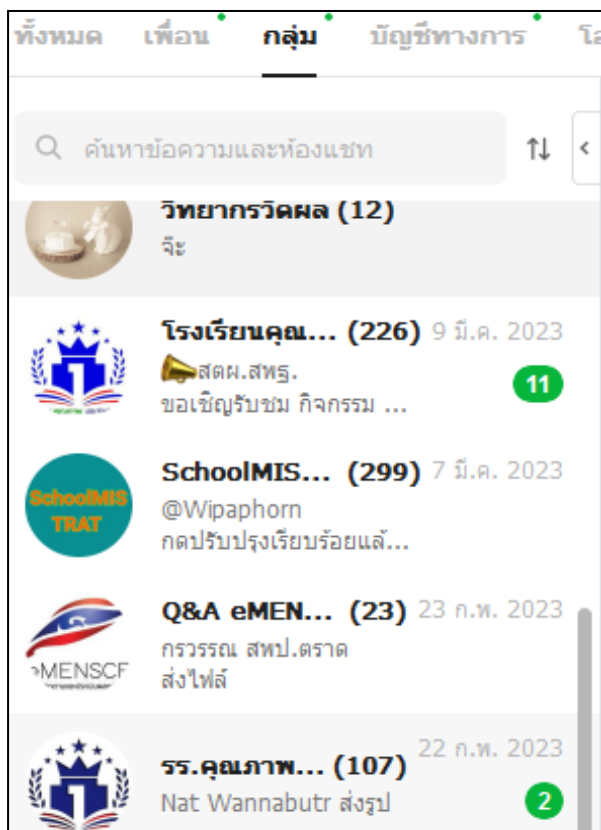 ทั้งหมด เพื่อน กลุ่ม บัญชีทางการ
ค้นหาข้อความและห้องแชท
วิทยากรวัดผล (12)
จ๊ะ
โรงเรียนคุณ... (226) 9 มี.ค. 2023
สตผ.สพฐ. 11
ขอเชิญรับชม กิจกรรม ...
SchoolMIS... (299) 7 มี.ค. 2023
SchoolMIS
TRAT
@Wipaphorn
กดปรับปรุงเรียบร้อยแล้...
Q&A eMEN... (23) 23 ก.พ. 2023
กรวรรณ สพป.ตราด
ส่งไฟล์
MENSCF
22 ก.พ. 2023
รร.คุณภาพ... (107)
Nat Wannabutr ส่งรูป 2